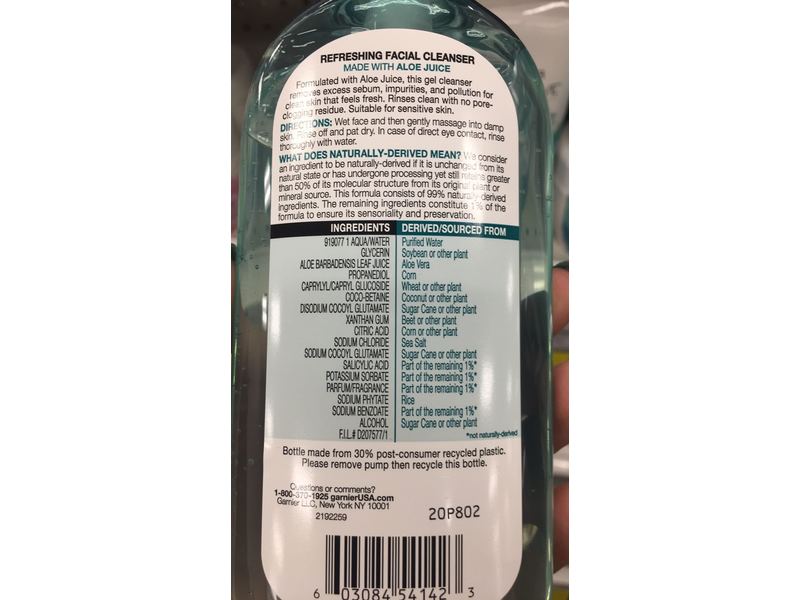 REFRESHING FACIAL CLEANSER
MADE WITH ALOE JUICE
Formulated with Aloe Juice, this gel cleanser
removes excess sebum, impurities, and pollution for
clean skin that feels fresh. Rinses clean with no pore-
clogging residue. Suitable for sensitive skin.
DIRECTIONS: Wet face and then gently massage into damp
skin. Rinse off and pat dry. In case of direct eye contact, rinse
thoroughly with water.
WHAT DOES NATURALLY-DERIVED MEAN? We consider
an ingredient to be naturally-derived if it is unchanged from its
natural state or has undergone processing yet still retains greater
than 50% of its molecular structure from its original plant or
mineral source. This formula consists of 99% naturally derived
ingredients. The remaining ingredients constitute 1% of the
formula to ensure its sensoriality and preservation.
INGREDIENTS DERIVED/SOURCED FROM
919077 1 AQUA/WATER Purified Water
GLYCERIN Soybean or other plant
ALOE BARBADENSIS LEAF JUICE Aloe Vera
PROPANEDIOL Corn
CAPRYLYL/CAPRYL GLUCOSIDE Wheat or other plant
COCO-BETAINE Coconut or other plant
DISODIUM COCOYL GLUTAMATE Sugar Cane or other plant
XANTHAN GUM Beet or other plant
CITRIC ACID Corn or other plant
SODIUM CHLORIDE Sea Salt
SODIUM COCOYL GLUTAMATE Sugar Cane or other plant
SALICYLIC ACID Part of the remaining 1%*
POTASSIUM SORBATE Part of the remaining 1%*
PARFUM/FRAGRANCE Part of the remaining 1%*
SODIUM PHYTATE Rice
SODIUM BENZOATE Part of the remaining 1%*
ALCOHOL Sugar Cane or other plant
F.I.L.# D207577/1 *not naturally-derived
Bottle made from 30% post-consumer recycled plastic.
Please remove pump then recycle this bottle.
Questions or comments?
1-800-370-1925 garnierUSA.com
Garnier LLC, New York NY 10001
2192259
20P802
6 03084 54142 3